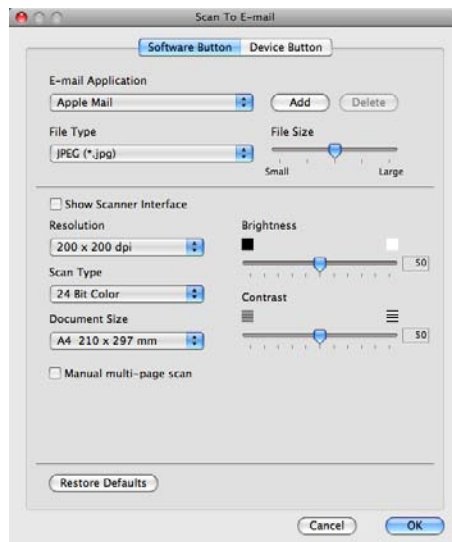 Scan To E-mail
Software Button Device Button
E-mail Application
Apple Mail Add Delete
File Type File Size
JPEG (*.jpg)
Small Large
Show Scanner Interface
Resolution Brightness
200 x 200 dpi
50
Scan Type
24 Bit Color
Contrast
Document Size
A4 210 x 297 mm 50
Manual multi-page scan
Restore Defaults
Cancel OK